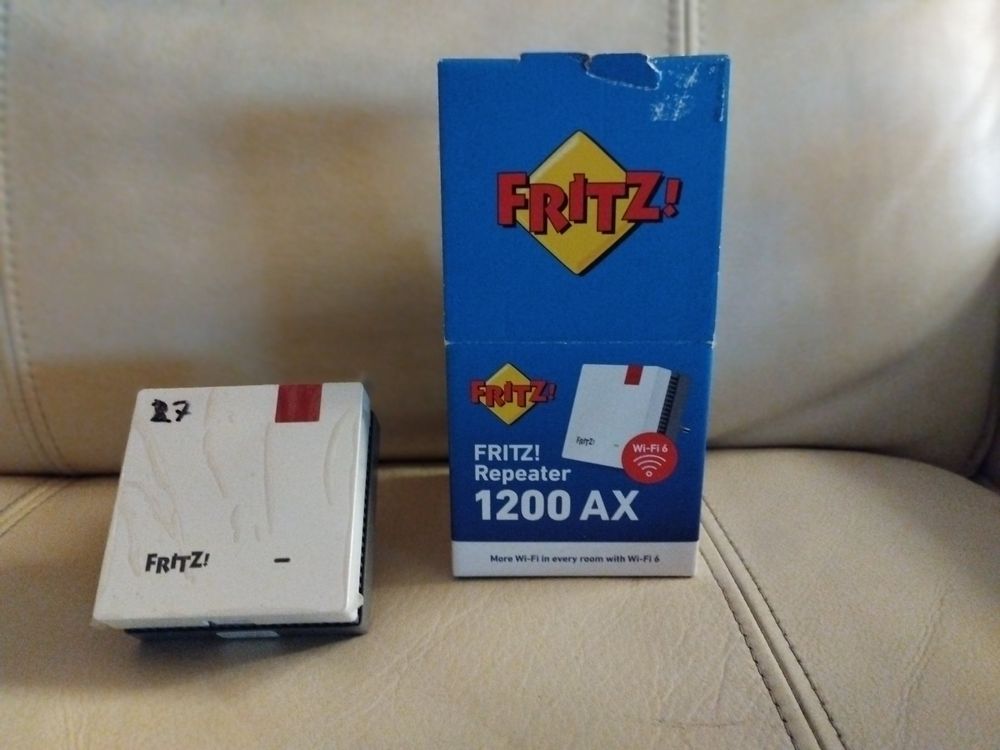 27
FRITZ!
FRITZ!
FRITZ!
FRITZ!
Wi-Fi 6
FRITZ!
Repeater
1200 AX
More Wi-Fi in every room with Wi-Fi 6